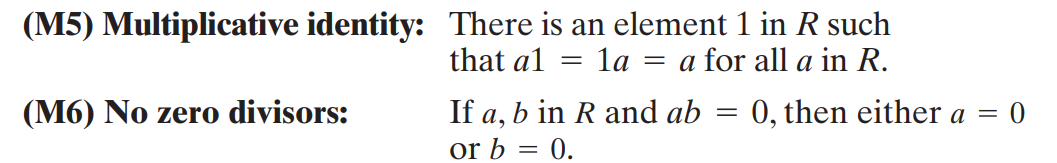 (M5) Multiplicative identity: There is an element 1 in R such
that a1 = 1a = a for all a in R.
(M6) No zero divisors: If a, b in R and ab = 0, then either a = 0
or b = 0.